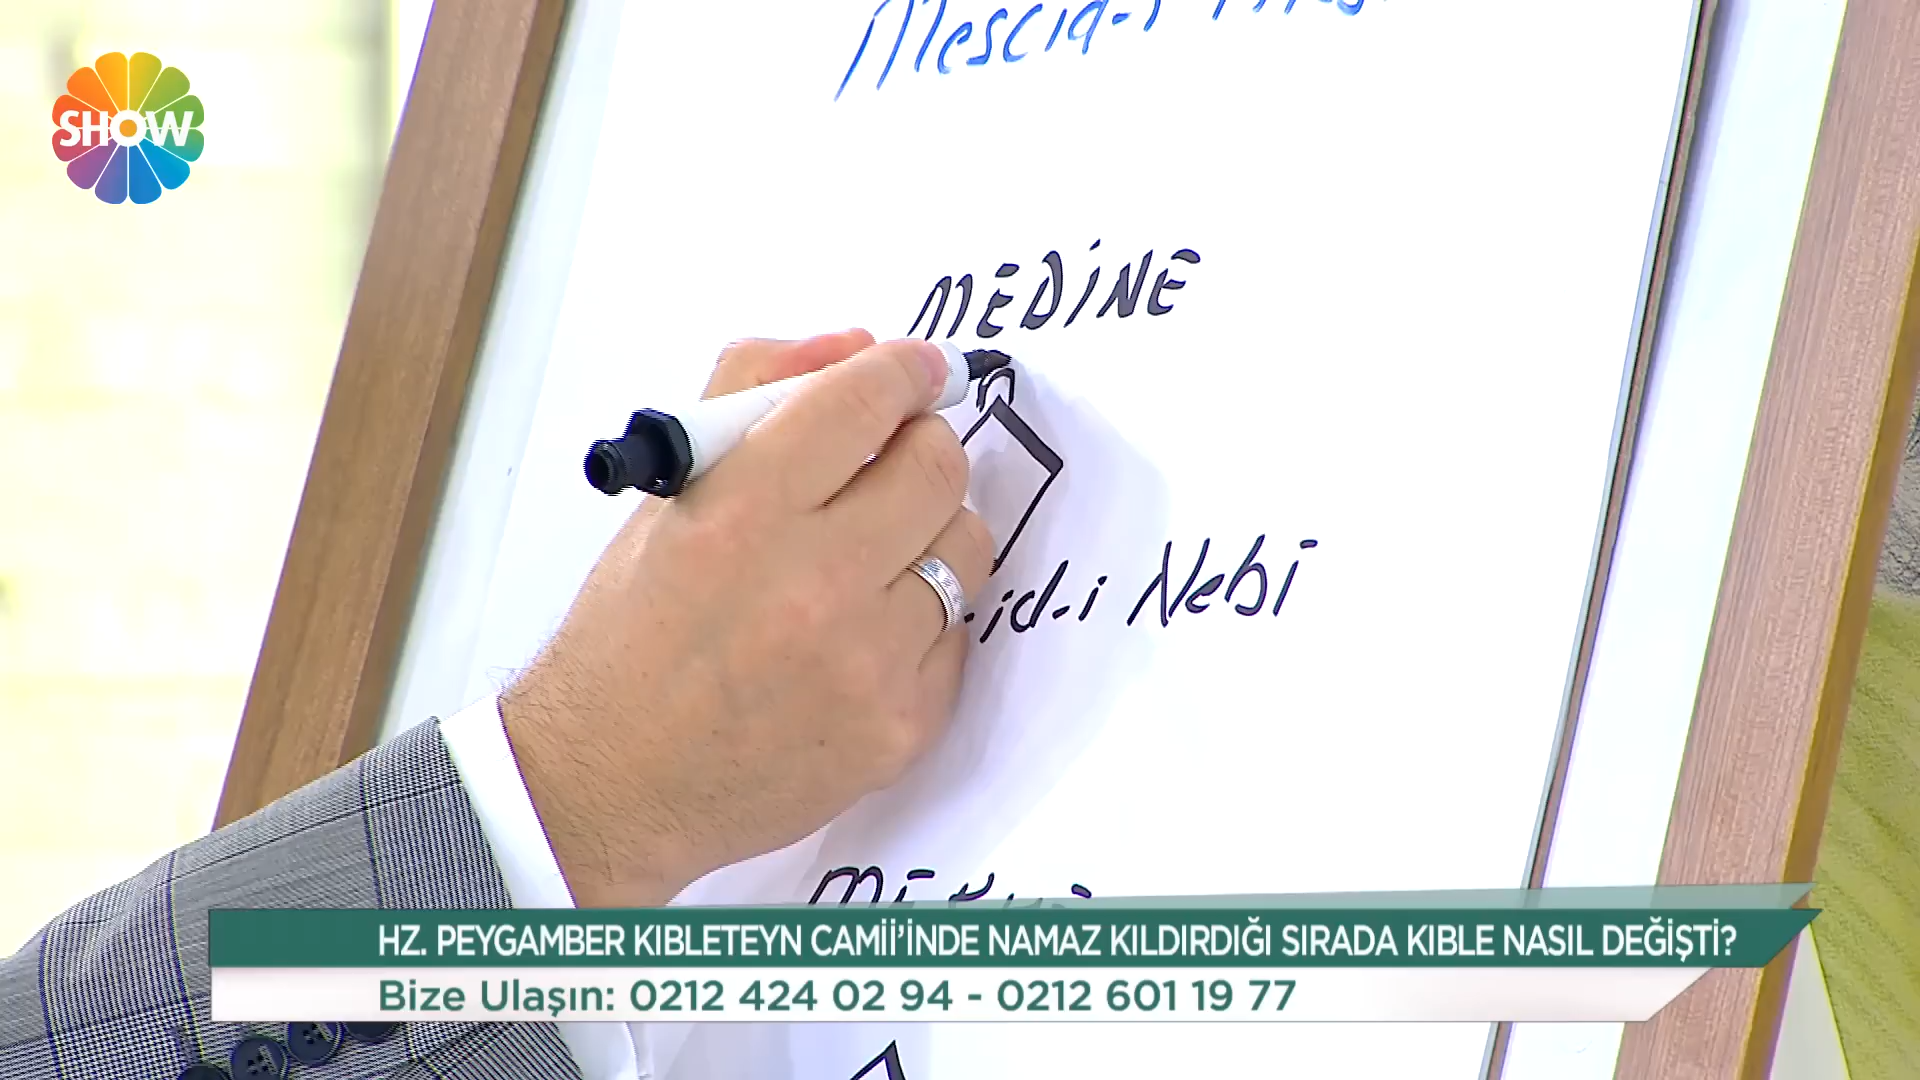 SHOW
MEDİNE
Nebi
HZ. PEYGAMBER KIBLETEYN CAMİİ'İNDE NAMAZ KILDIRDIĞI SIRADA KIBLE NASIL DEĞİŞTİ?
Bize Ulaşın: 0212 424 02 94 - 0212 601 19 77